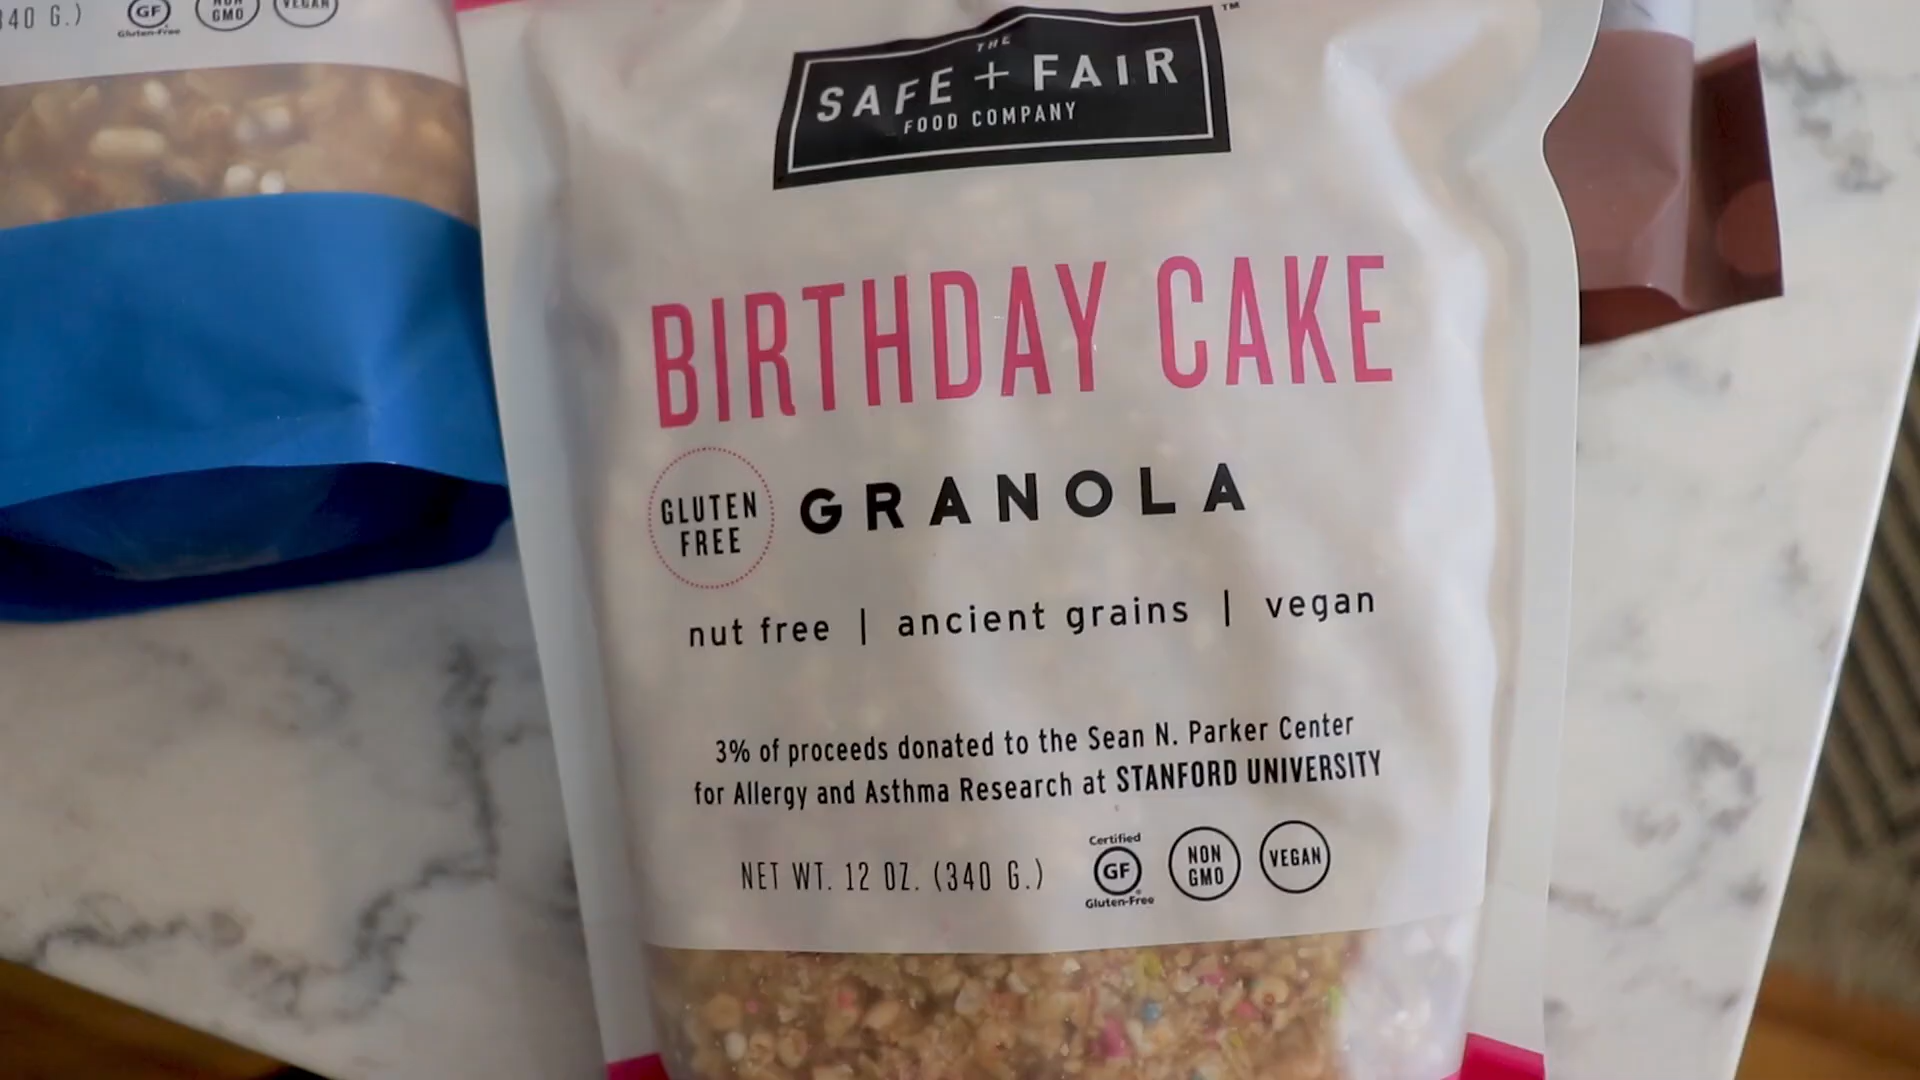 340 G.)
GF
Gluten-Free
NON
GMO
VEGAN
THE
SAFE + FAIR
FOOD COMPANY
™
BIRTHDAY CAKE
GLUTEN
FREE
GRANOLA
nut free | ancient grains | vegan
3% of proceeds donated to the Sean N. Parker Center
for Allergy and Asthma Research at STANFORD UNIVERSITY
NET WT. 12 OZ. (340 G.)
Certified
GF
Gluten-Free
NON
GMO
VEGAN